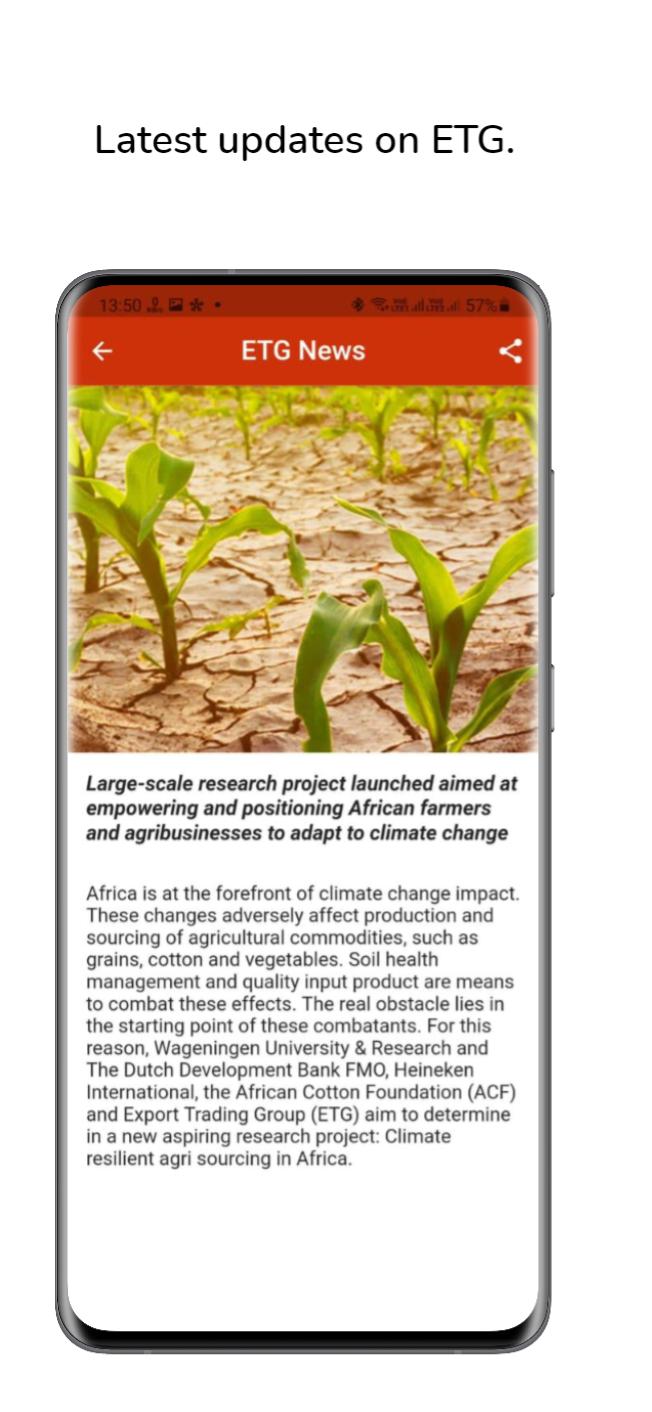 Latest updates on ETG.
13:50
57%
ETG News
Large-scale research project launched aimed at
empowering and positioning African farmers
and agribusinesses to adapt to climate change
Africa is at the forefront of climate change impact.
These changes adversely affect production and
sourcing of agricultural commodities, such as
grains, cotton and vegetables. Soil health
management and quality input product are means
to combat these effects. The real obstacle lies in
the starting point of these combatants. For this
reason, Wageningen University & Research and
The Dutch Development Bank FMO, Heineken
International, the African Cotton Foundation (ACF)
and Export Trading Group (ETG) aim to determine
in a new aspiring research project: Climate
resilient agri sourcing in Africa.